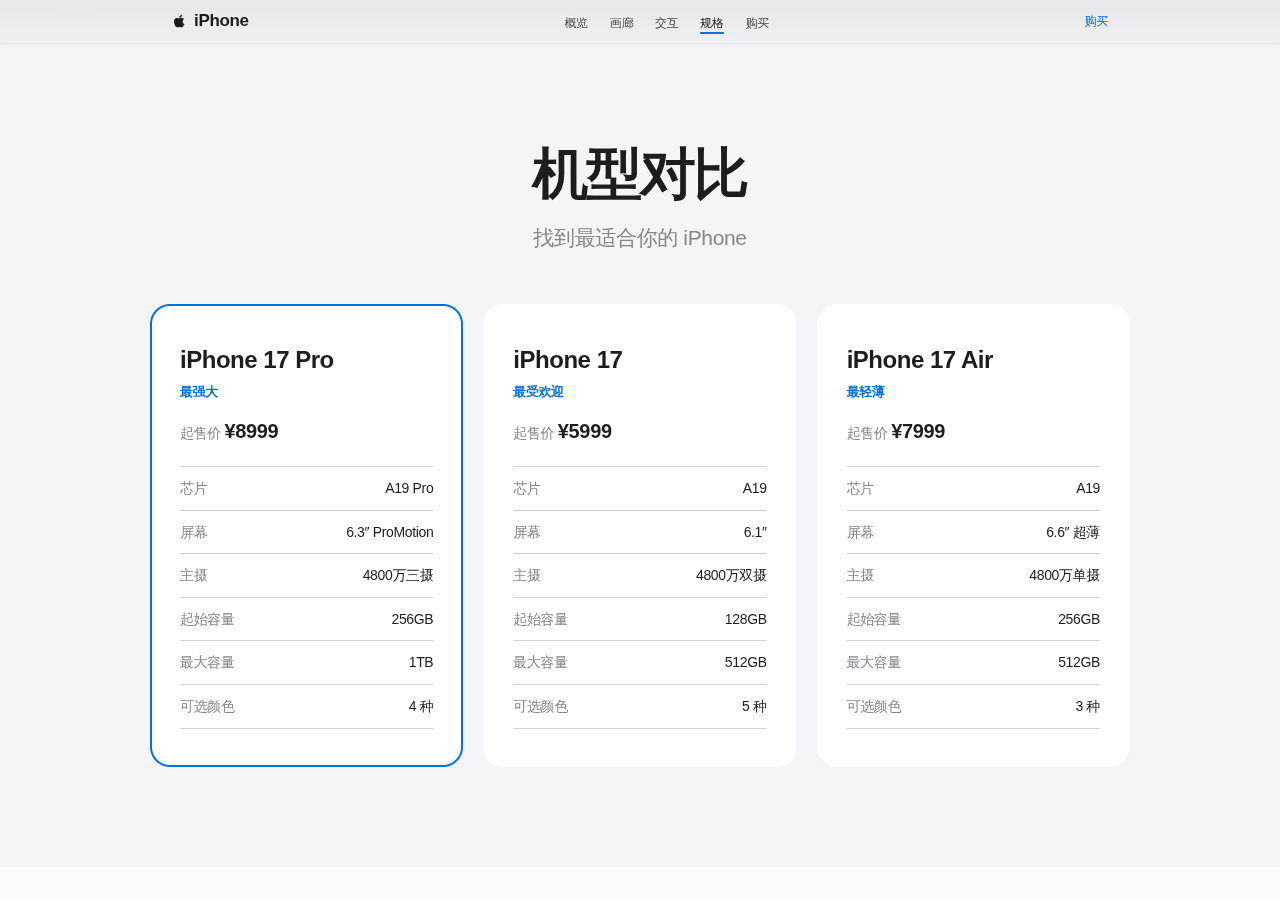 iPhone
概览 画廊 交互 规格 购买
购买
机型对比
找到最适合你的 iPhone
iPhone 17 Pro
最强大
起售价 ¥8999
芯片 A19 Pro
屏幕 6.3″ ProMotion
主摄 4800万三摄
起始容量 256GB
最大容量 1TB
可选颜色 4 种
iPhone 17
最受欢迎
起售价 ¥5999
芯片 A19
屏幕 6.1″
主摄 4800万双摄
起始容量 128GB
最大容量 512GB
可选颜色 5 种
iPhone 17 Air
最轻薄
起售价 ¥7999
芯片 A19
屏幕 6.6″ 超薄
主摄 4800万单摄
起始容量 256GB
最大容量 512GB
可选颜色 3 种